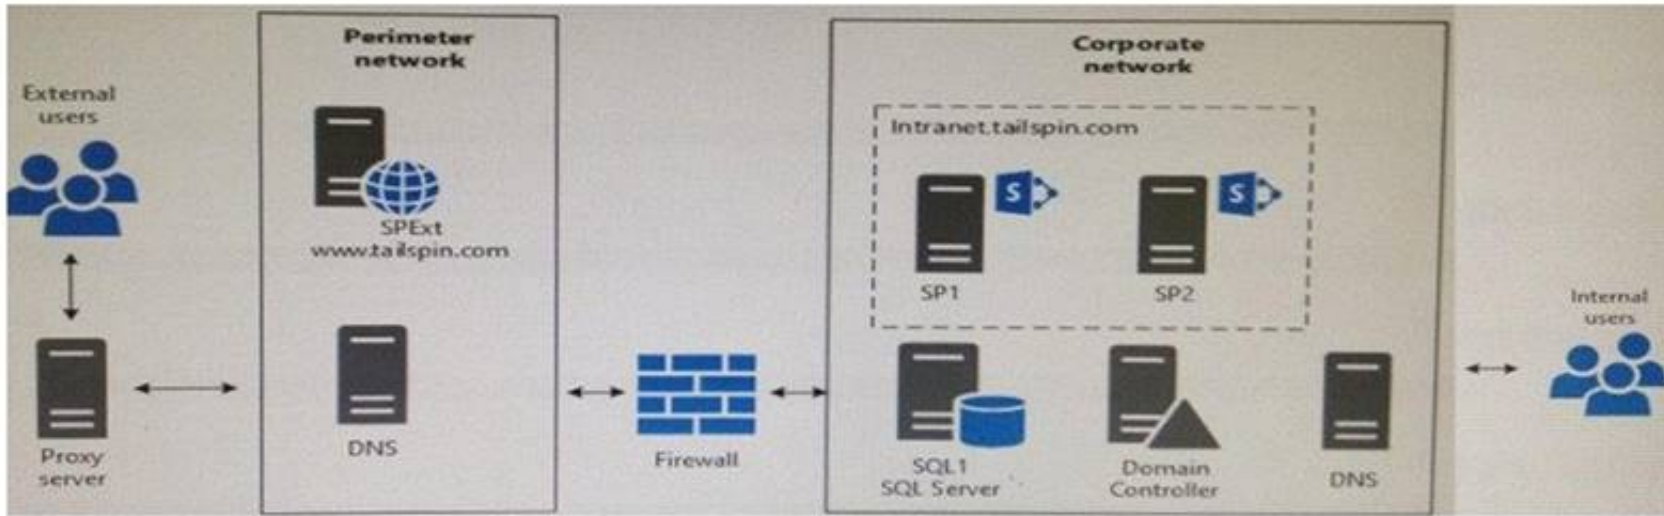 Perimeter
network
Corporate
network
External
users
Intranet.tailspin.com
SPExt
www.tailspin.com
SP1
SP2
Internal
users
DNS
Proxy
server
Firewall
SQL1
SQL Server
Domain
Controller
DNS
S
S